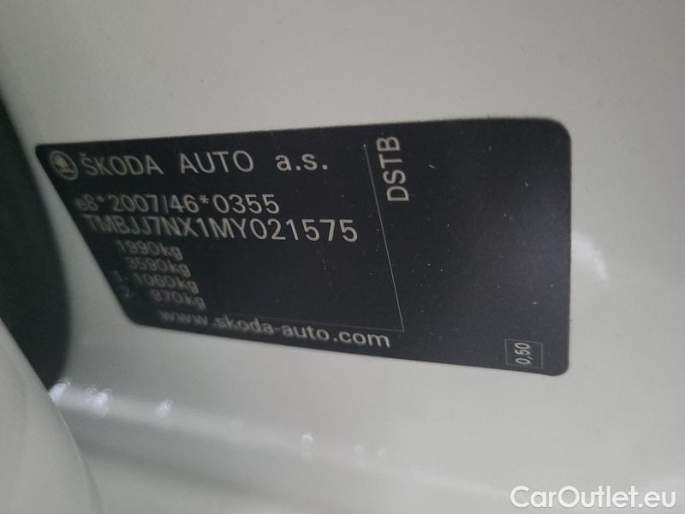 ŠKODA AUTO a.s.
e8*2007/46*0355
TMBJJ7NX1MY021575
1990kg
3590kg
1- 1060kg
2- 970kg
www.skoda-auto.com
DSTB
0,50
CarOutlet.eu